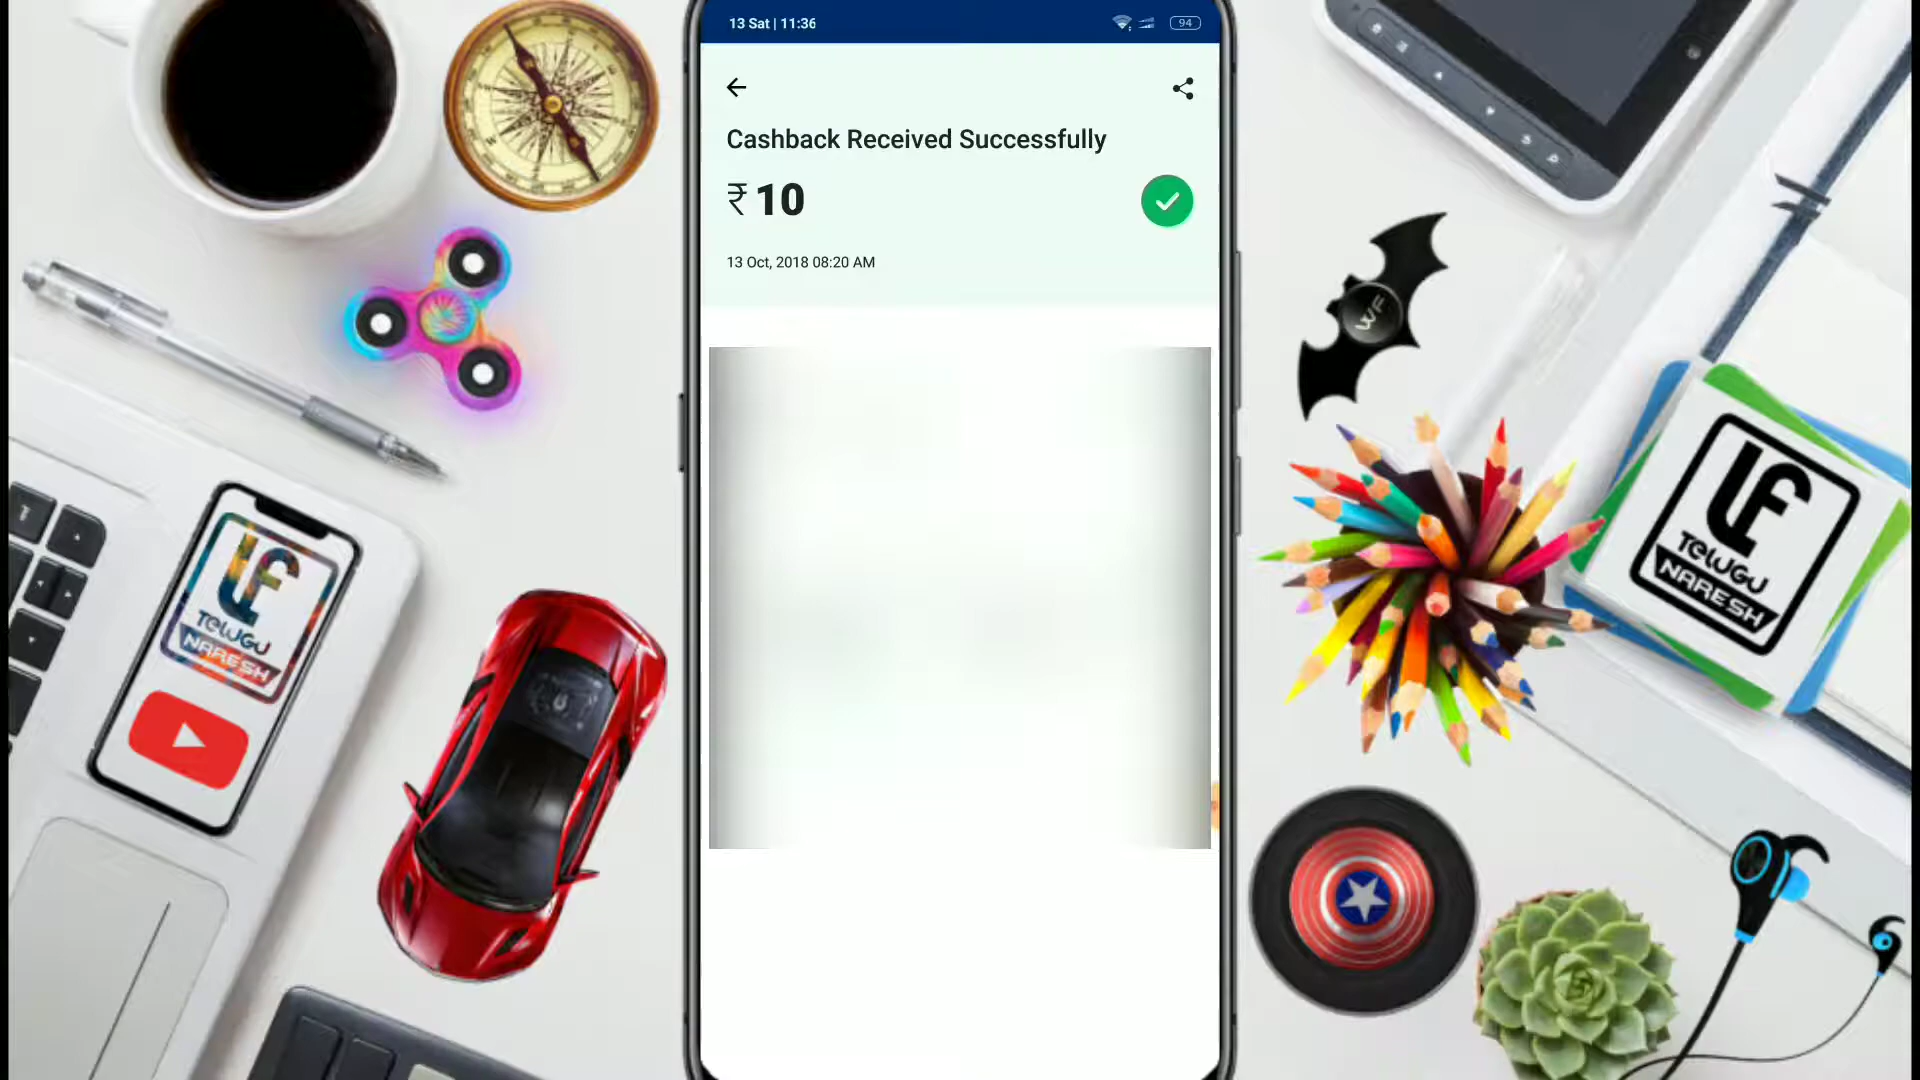 13 Sat | 11:36
94
Cashback Received Successfully
₹ 10
13 Oct, 2018 08:20 AM
WF
TELUGU
NARESH
TELUGU
NARESH